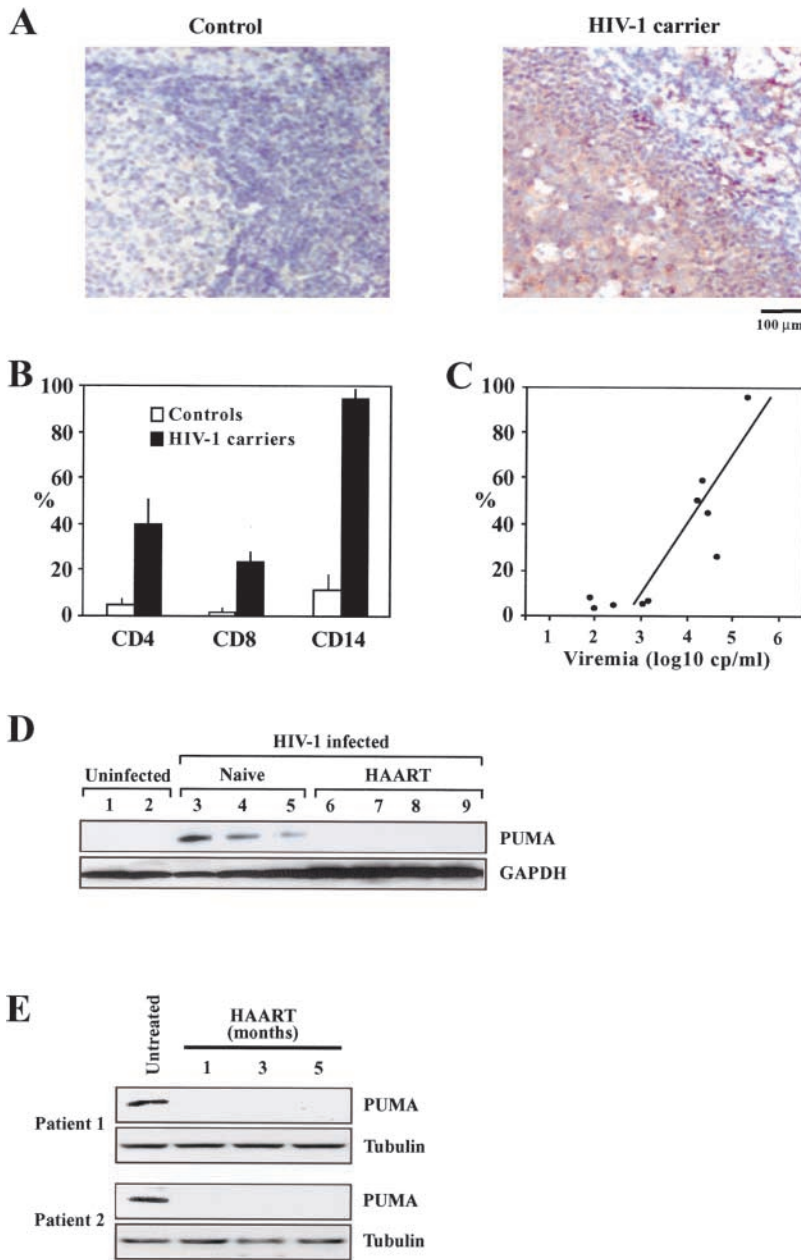 A
Control
HIV-1 carrier
100 μm
B
100
80
60
%
40
20
0
Controls
HIV-1 carriers
CD4
CD8
CD14
C
100
80
60
%
40
20
0
1 2 3 4 5 6
Viremia (log10 cp/ml)
D
HIV-1 infected
Uninfected Naive HAART
1 2 3 4 5 6 7 8 9
PUMA
GAPDH
E
Untreated
HAART
(months)
1 3 5
Patient 1
PUMA
Tubulin
Patient 2
PUMA
Tubulin